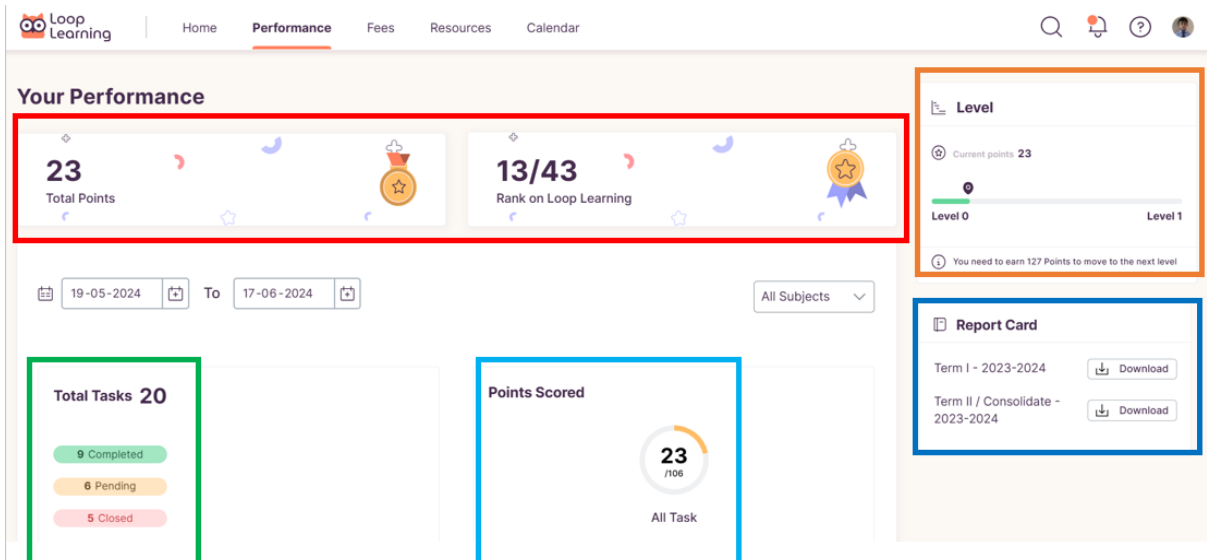 Loop
Learning
Home
Performance
Fees
Resources
Calendar
Your Performance
23
Total Points
13/43
Rank on Loop Learning
Level
Current points 23
Level 0
Level 1
You need to earn 127 Points to move to the next level
19-05-2024
To
17-06-2024
All Subjects
Report Card
Term I - 2023-2024
Download
Term II / Consolidate -
2023-2024
Download
Total Tasks 20
9 Completed
6 Pending
5 Closed
Points Scored
23
/106
All Task